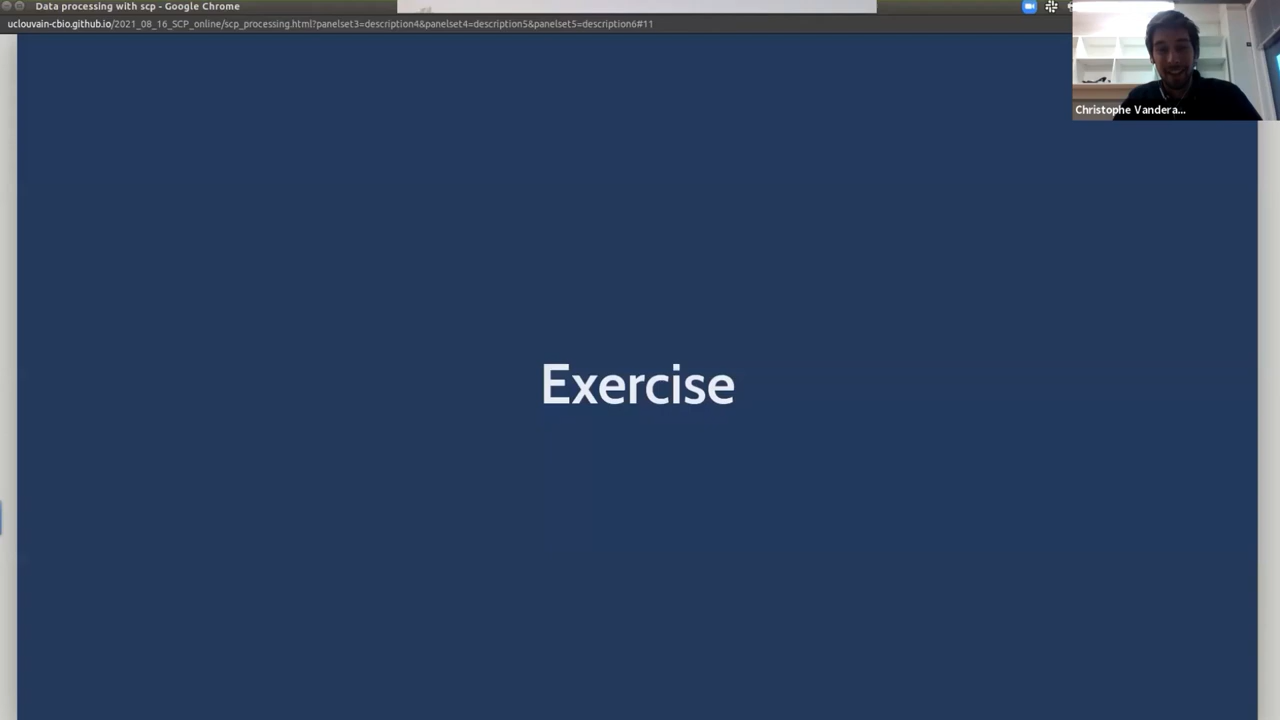 Data processing with scp - Google Chrome
uclouvain-cbio.github.io/2021_08_16_SCP_online/scp_processing.html?panelset3=description4&panelset4=description5&panelset5=description6#11
Christophe Vandera...
Exercise